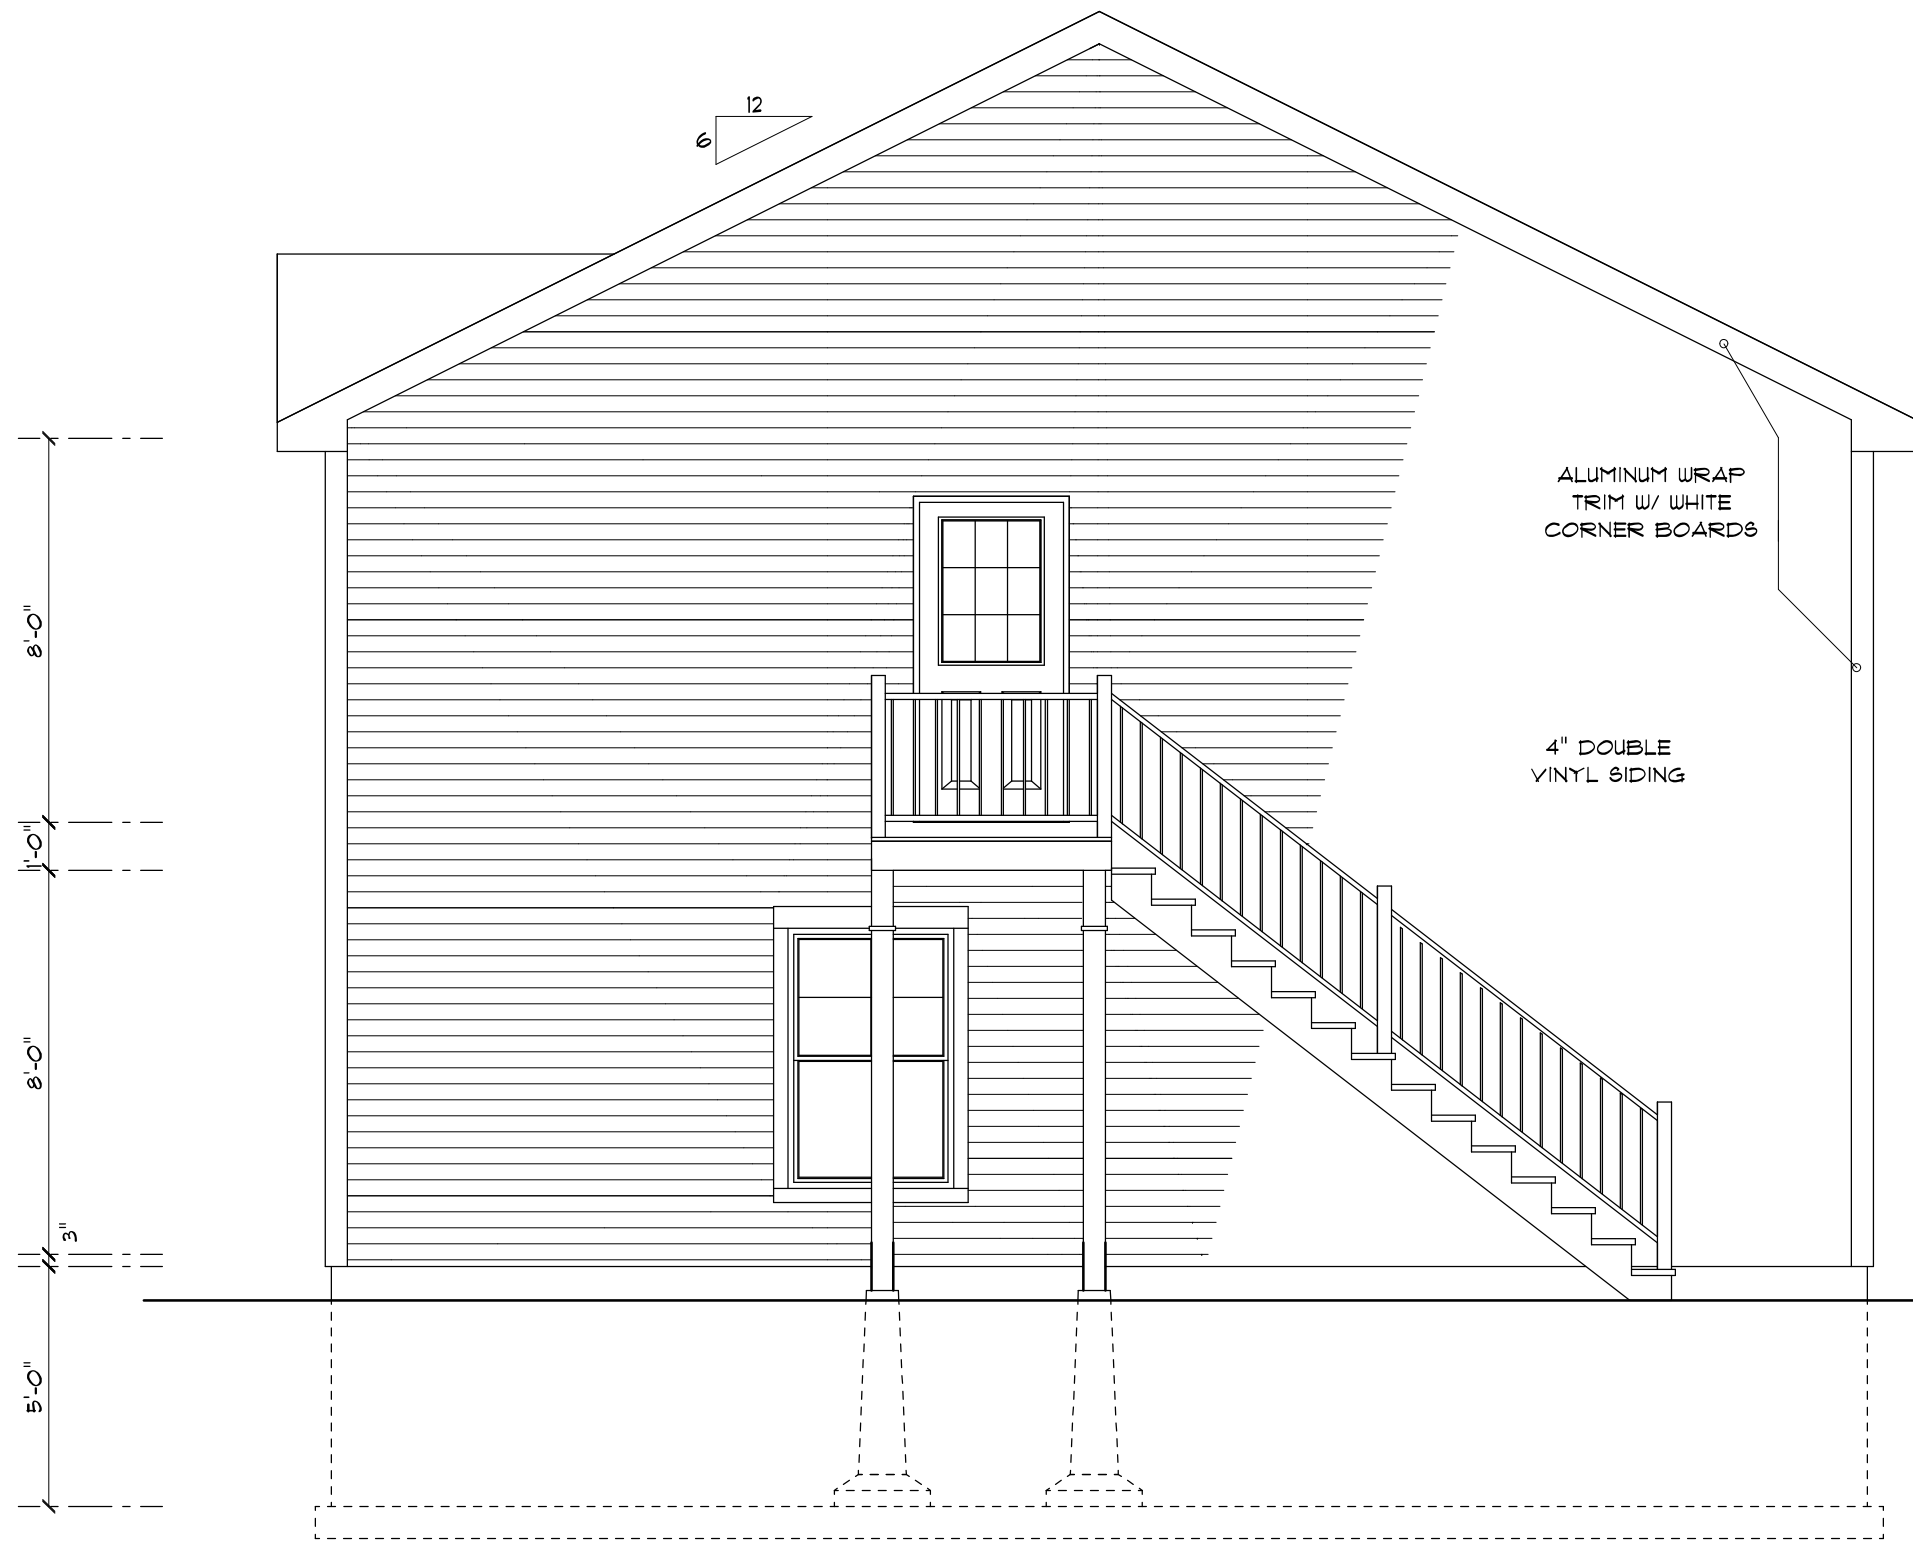 12
6
ALUMINUM WRAP
TRIM W/ WHITE
CORNER BOARDS
8'-0"
4" DOUBLE
VINYL SIDING
1'-0"
8'-0"
3"
5'-0"